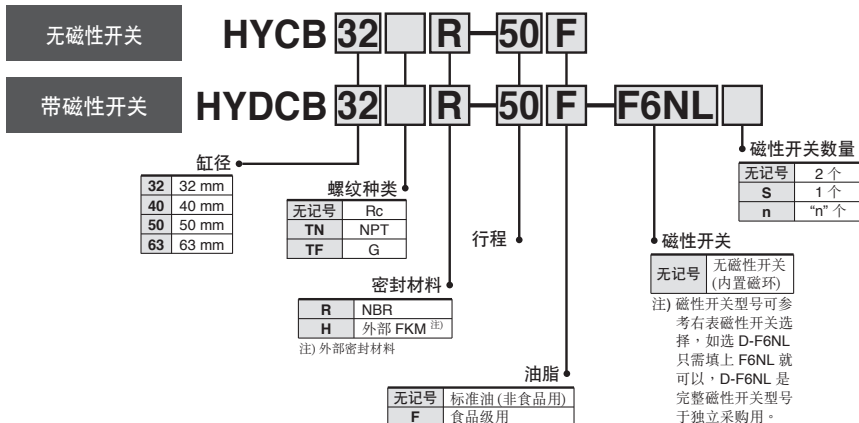 无磁性开关 HYCB 32 R-50 F
带磁性开关 HYDCB 32 R-50 F-F6NL
缸径
32 32 mm
40 40 mm
50 50 mm
63 63 mm
螺纹种类
无记号 Rc
TN NPT
TF G
密封材料
R NBR
H 外部 FKM 注)
注) 外部密封材料
行程
油脂
无记号 标准油 (非食品用)
F 食品级用
磁性开关
无记号 无磁性开关
(内置磁环)
注) 磁性开关型号可参
考右表磁性开关选
择，如选 D-F6NL
只需填上 F6NL 就
可以，D-F6NL 是
完整磁性开关型号
于独立采购用。
磁性开关数量
无记号 2 个
S 1 个
n “n” 个